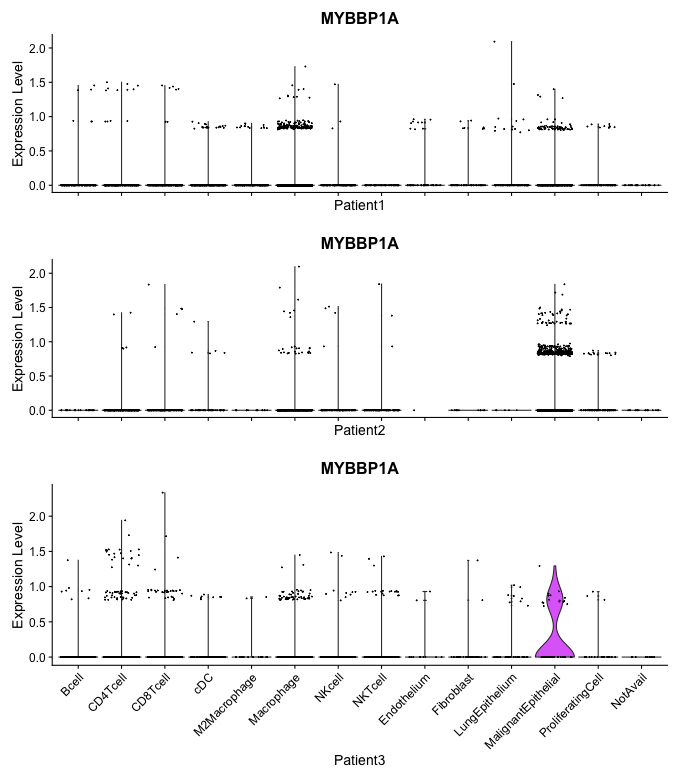 MYBBP1A
Expression Level
2.0
1.5
1.0
0.5
0.0
Patient1
MYBBP1A
Expression Level
2.0
1.5
1.0
0.5
0.0
Patient2
MYBBP1A
Expression Level
2.0
1.5
1.0
0.5
0.0
Bcell
CD4Tcell
CD8Tcell
cDC
M2Macrophage
Macrophage
NKcell
NKTcell
Endothelium
Fibroblast
LungEpithelium
MalignantEpithelial
ProliferatingCell
NotAvail
Patient3